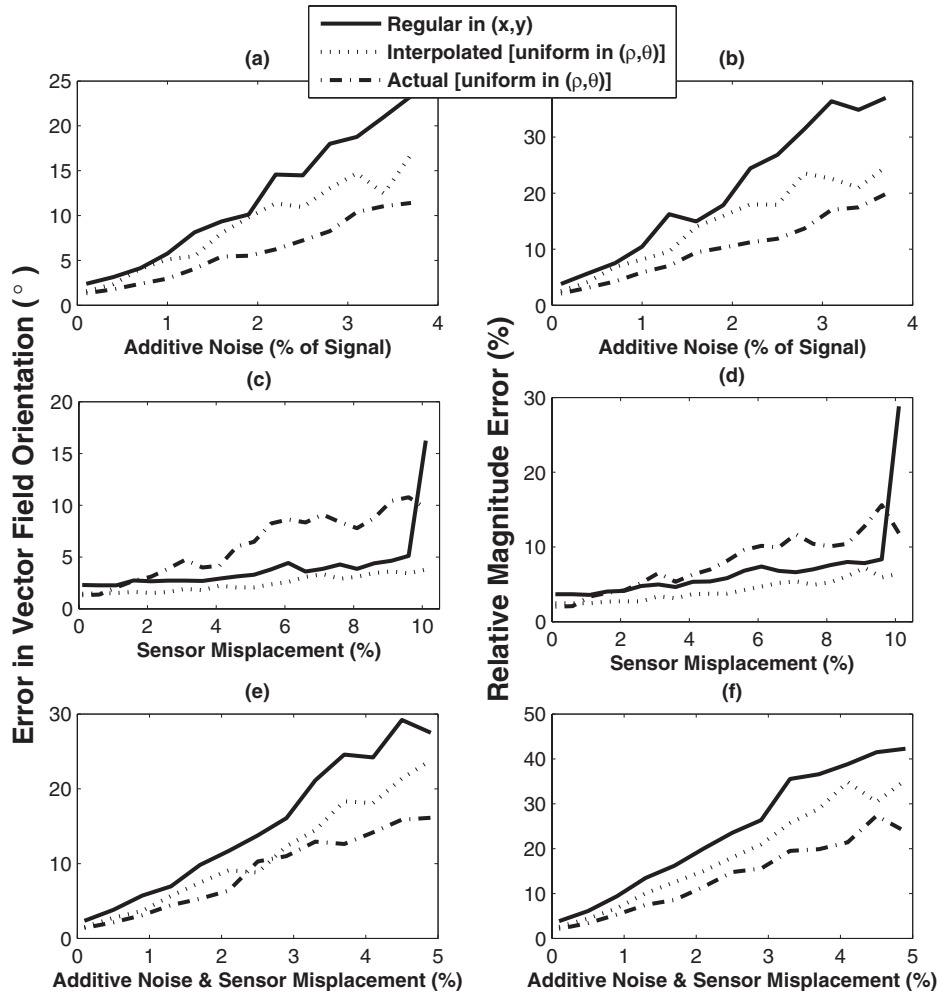 Regular in (x,y)
Interpolated [uniform in (ρ,θ)]
Actual [uniform in (ρ,θ)]
(a)
25
20
15
10
5
0
0 1 2 3 4
Additive Noise (% of Signal)
(b)
30
20
10
0
0 1 2 3 4
Additive Noise (% of Signal)
Error in Vector Field Orientation (°)
Relative Magnitude Error (%)
(c)
20
15
10
5
0
0 2 4 6 8 10
Sensor Misplacement (%)
(d)
30
20
10
0
0 2 4 6 8 10
Sensor Misplacement (%)
(e)
30
20
10
0
0 1 2 3 4 5
Additive Noise & Sensor Misplacement (%)
(f)
50
40
30
20
10
0
0 1 2 3 4 5
Additive Noise & Sensor Misplacement (%)